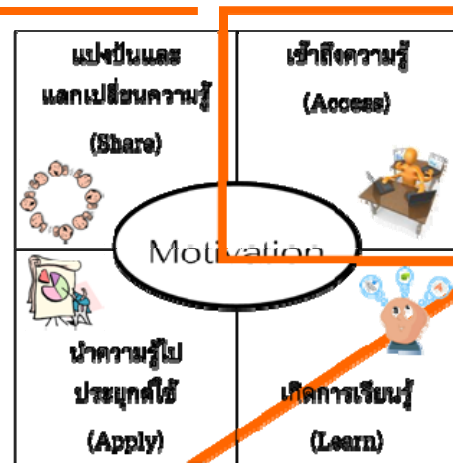 แบ่งปันและ
แลกเปลี่ยนความรู้
(Share)
เข้าถึงความรู้
(Access)
Motivation
นำความรู้ไป
ประยุกต์ใช้
(Apply)
เกิดการเรียนรู้
(Learn)